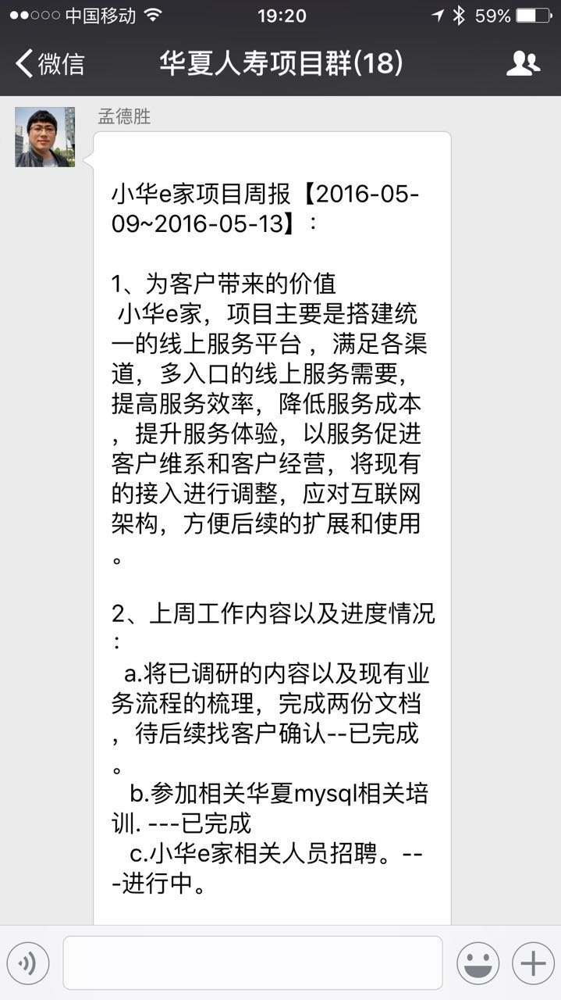 中国移动 19:20 59%
微信 华夏人寿项目群(18)
孟德胜
小华e家项目周报【2016-05-
09~2016-05-13】：
1、为客户带来的价值
小华e家，项目主要是搭建统
一的线上服务平台 ，满足各渠
道，多入口的线上服务需要，
提高服务效率，降低服务成本
，提升服务体验，以服务促进
客户维系和客户经营，将现有
的接入进行调整，应对互联网
架构，方便后续的扩展和使用
。
2、上周工作内容以及进度情况
：
a.将已调研的内容以及现有业
务流程的梳理，完成两份文档
，待后续找客户确认--已完成
。
b.参加相关华夏mysql相关培
训. ---已完成
c.小华e家相关人员招聘。--
-进行中。